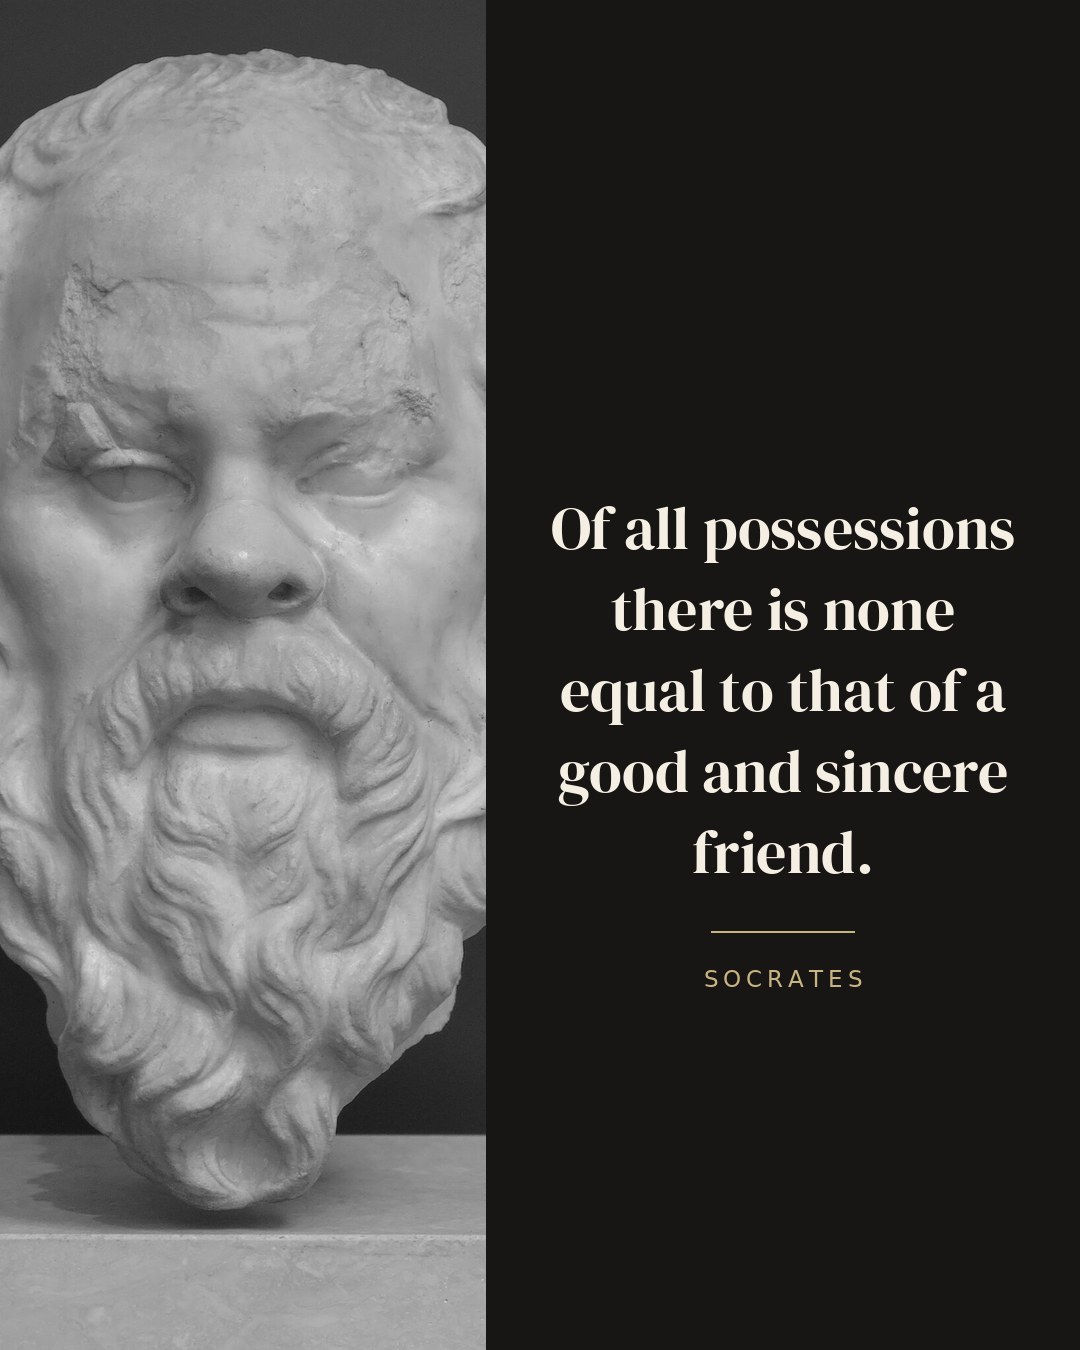 Of all possessions
there is none
equal to that of a
good and sincere
friend.
SOCRATES